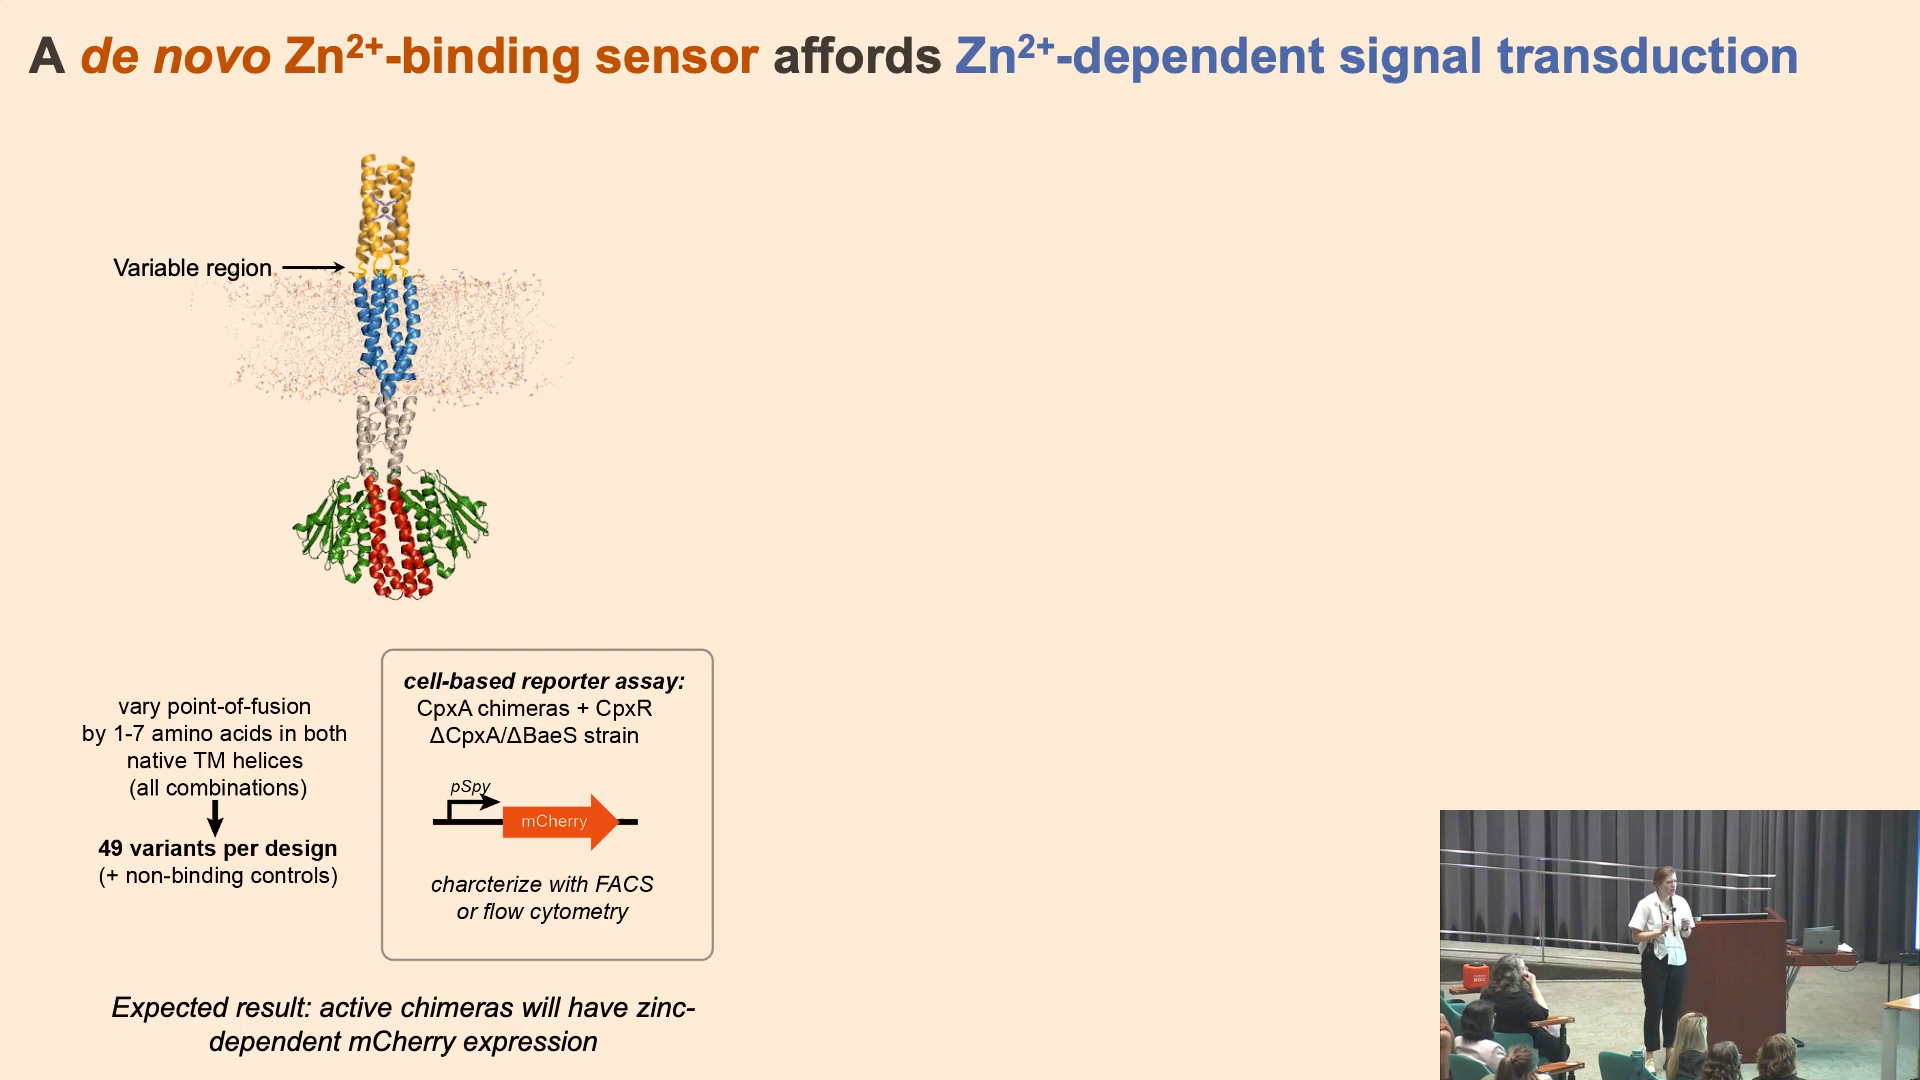 A de novo Zn²⁺-binding sensor affords Zn²⁺-dependent signal transduction
Variable region
vary point-of-fusion
by 1-7 amino acids in both
native TM helices
(all combinations)
49 variants per design
(+ non-binding controls)
cell-based reporter assay:
CpxA chimeras + CpxR
ΔCpxA/ΔBaeS strain
pSpy
mCherry
charcterize with FACS
or flow cytometry
Expected result: active chimeras will have zinc-
dependent mCherry expression